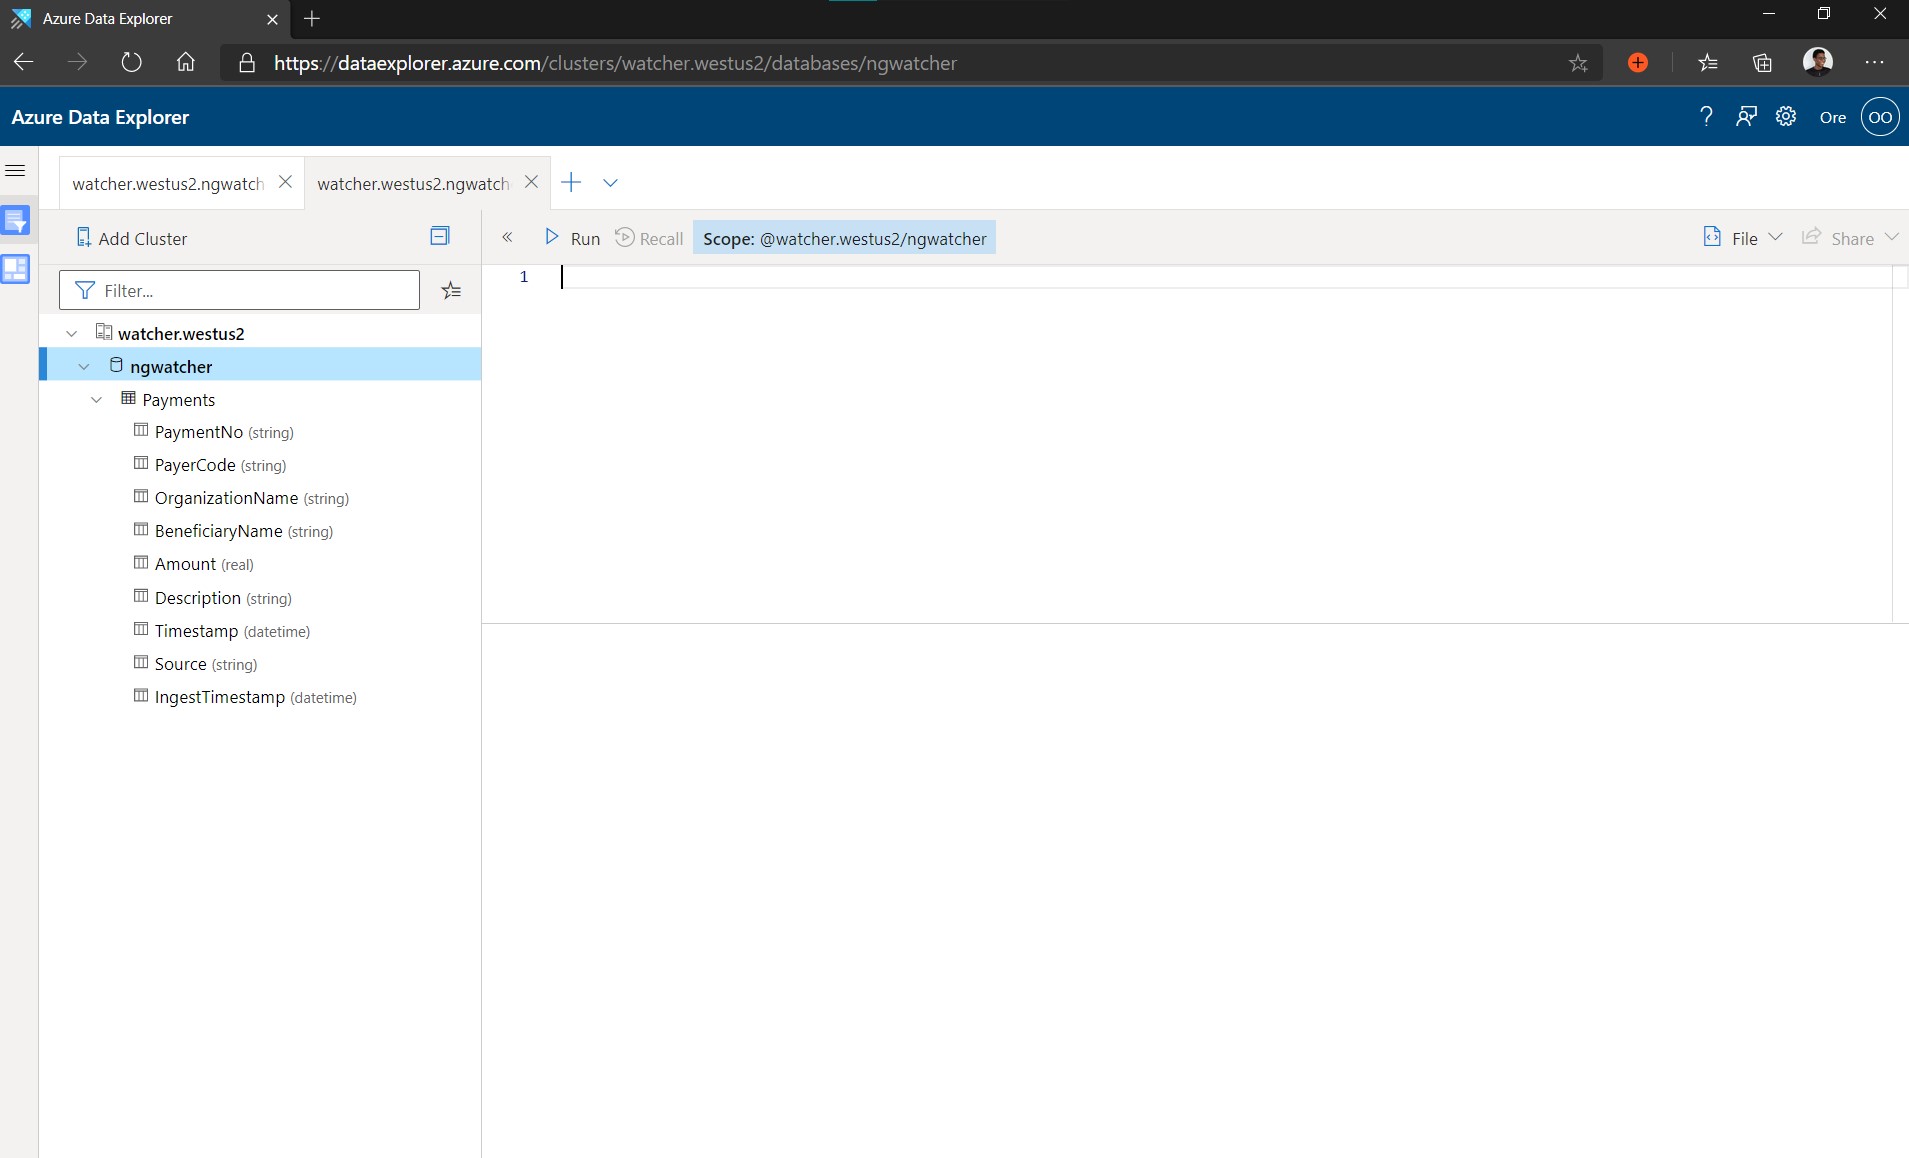 Azure Data Explorer
https://dataexplorer.azure.com/clusters/watcher.westus2/databases/ngwatcher
Azure Data Explorer
? Ore OO
watcher.westus2.ngwatch watcher.westus2.ngwatch
Add Cluster
Run Recall Scope: @watcher.westus2/ngwatcher File Share
Filter...
1
watcher.westus2
ngwatcher
Payments
PaymentNo (string)
PayerCode (string)
OrganizationName (string)
BeneficiaryName (string)
Amount (real)
Description (string)
Timestamp (datetime)
Source (string)
IngestTimestamp (datetime)